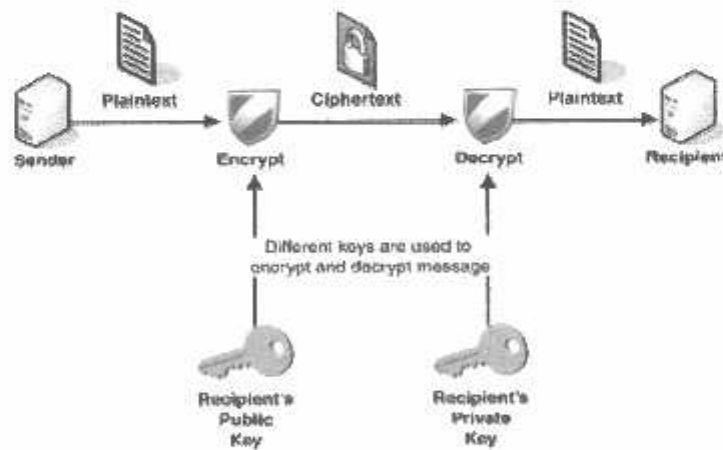 Plaintext
Ciphertext
Plaintext
Sender
Encrypt
Decrypt
Recipient
Different keys are used to
encrypt and decrypt message
Recipient's
Public
Key
Recipient's
Private
Key